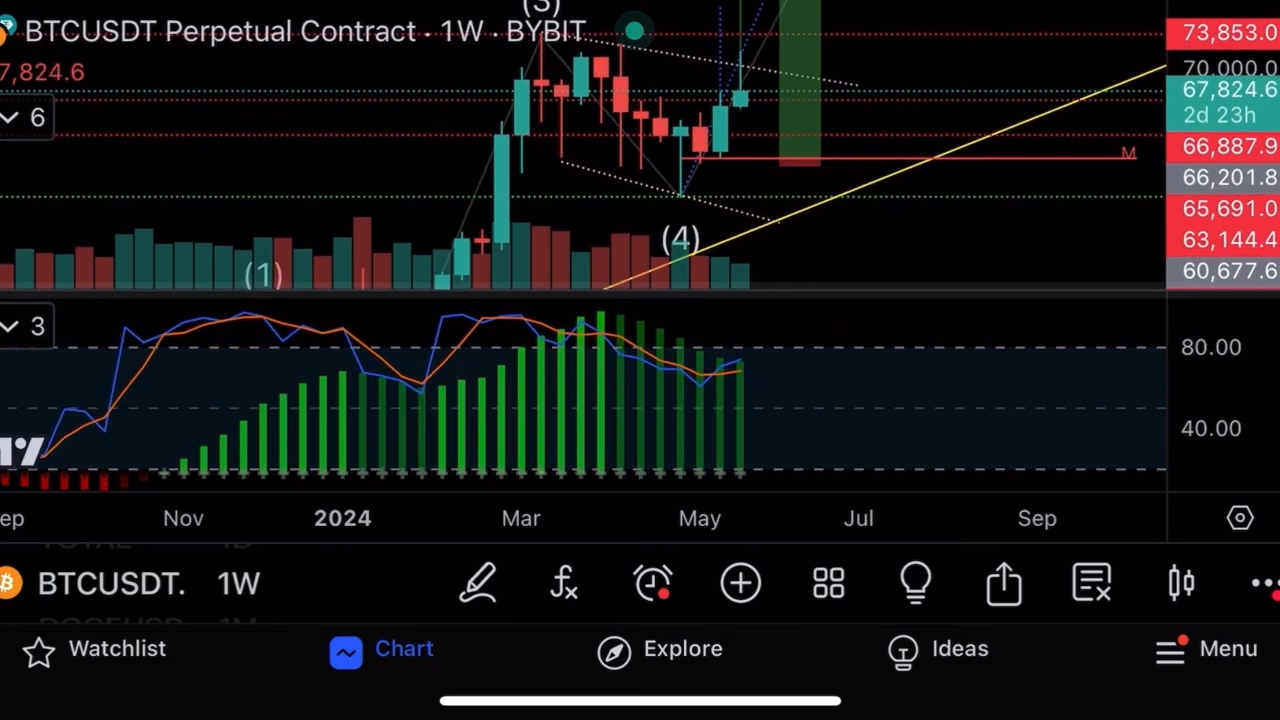 (3)
BTCUSDT Perpetual Contract · 1W · BYBIT
73,853.0
70,000.0
7,824.6
67,824.6
2d 23h
6
66,887.9
M
66,201.8
65,691.0
(4)
63,144.4
(1)
60,677.6
3
80.00
40.00
ep
Nov
2024
Mar
May
Jul
Sep
BTCUSDT.
1W
Watchlist
Chart
Explore
Ideas
Menu